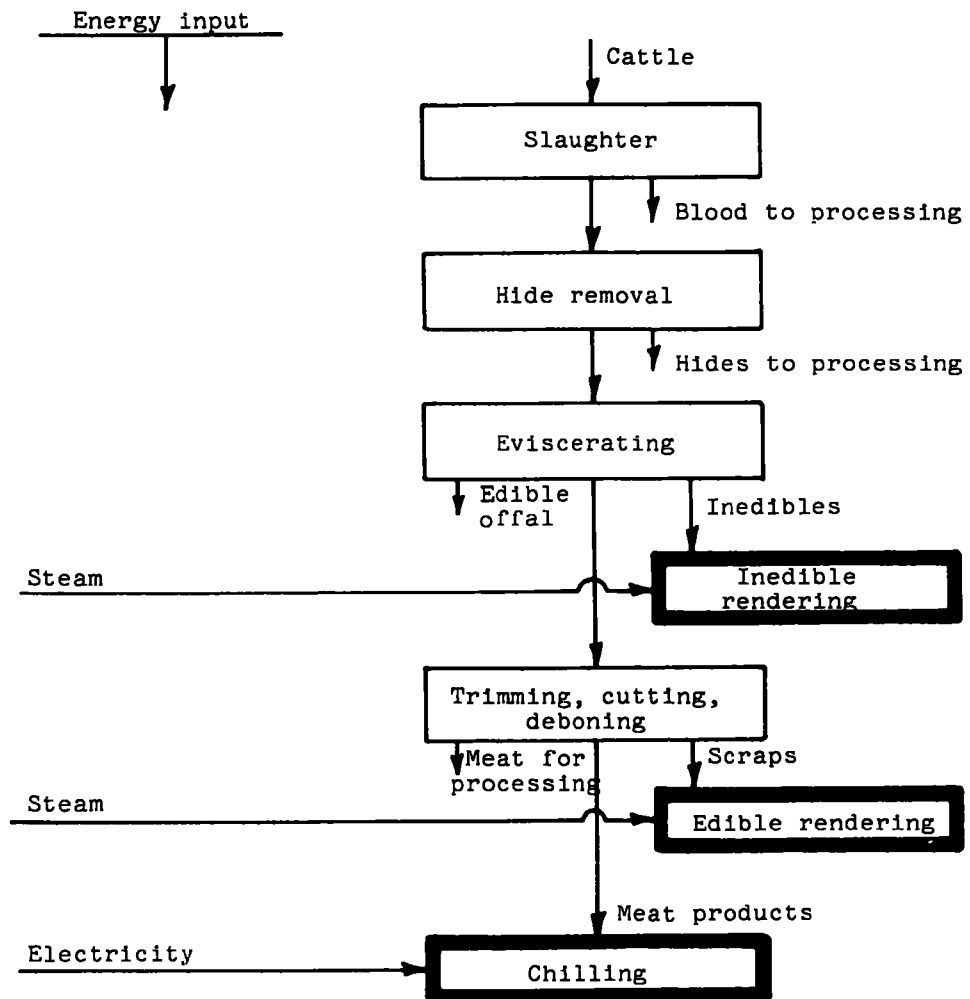 Energy input
Cattle
Slaughter
Blood to processing
Hide removal
Hides to processing
Eviscerating
Edible
offal
Inedibles
Steam
Inedible
rendering
Trimming, cutting,
deboning
Meat for
processing
Scraps
Steam
Edible rendering
Meat products
Electricity
Chilling